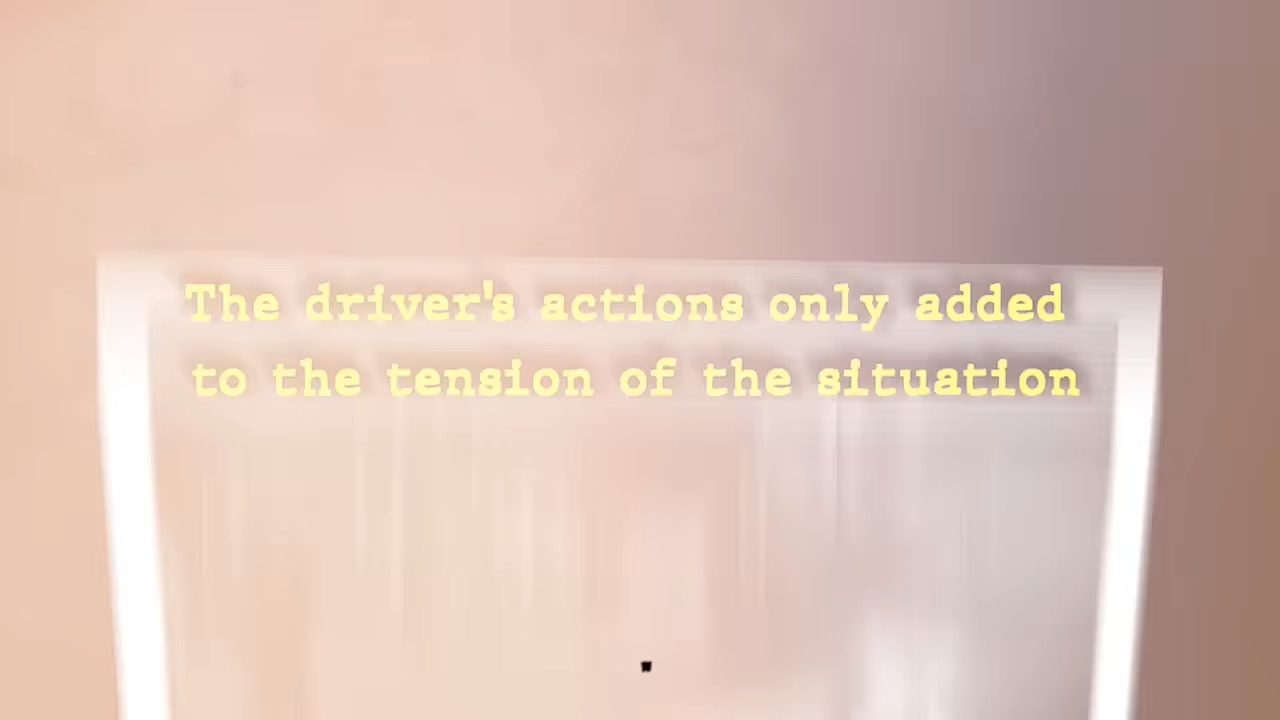 The driver's actions only added
to the tension of the situation